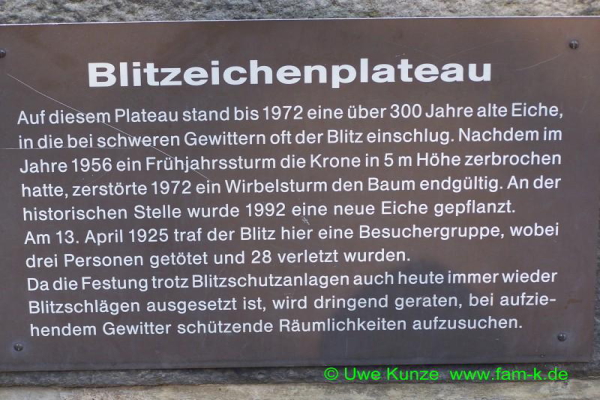 Blitzeichenplateau
Auf diesem Plateau stand bis 1972 eine über 300 Jahre alte Eiche,
in die bei schweren Gewittern oft der Blitz einschlug. Nachdem im
Jahre 1956 ein Frühjahrssturm die Krone in 5 m Höhe zerbrochen
hatte, zerstörte 1972 ein Wirbelsturm den Baum endgültig. An der
historischen Stelle wurde 1992 eine neue Eiche gepflanzt.
Am 13. April 1925 traf der Blitz hier eine Besuchergruppe, wobei
drei Personen getötet und 28 verletzt wurden.
Da die Festung trotz Blitzschutzanlagen auch heute immer wieder
Blitzschlägen ausgesetzt ist, wird dringend geraten, bei aufzie-
hendem Gewitter schützende Räumlichkeiten aufzusuchen.
© Uwe Kunze www.fam-k.de